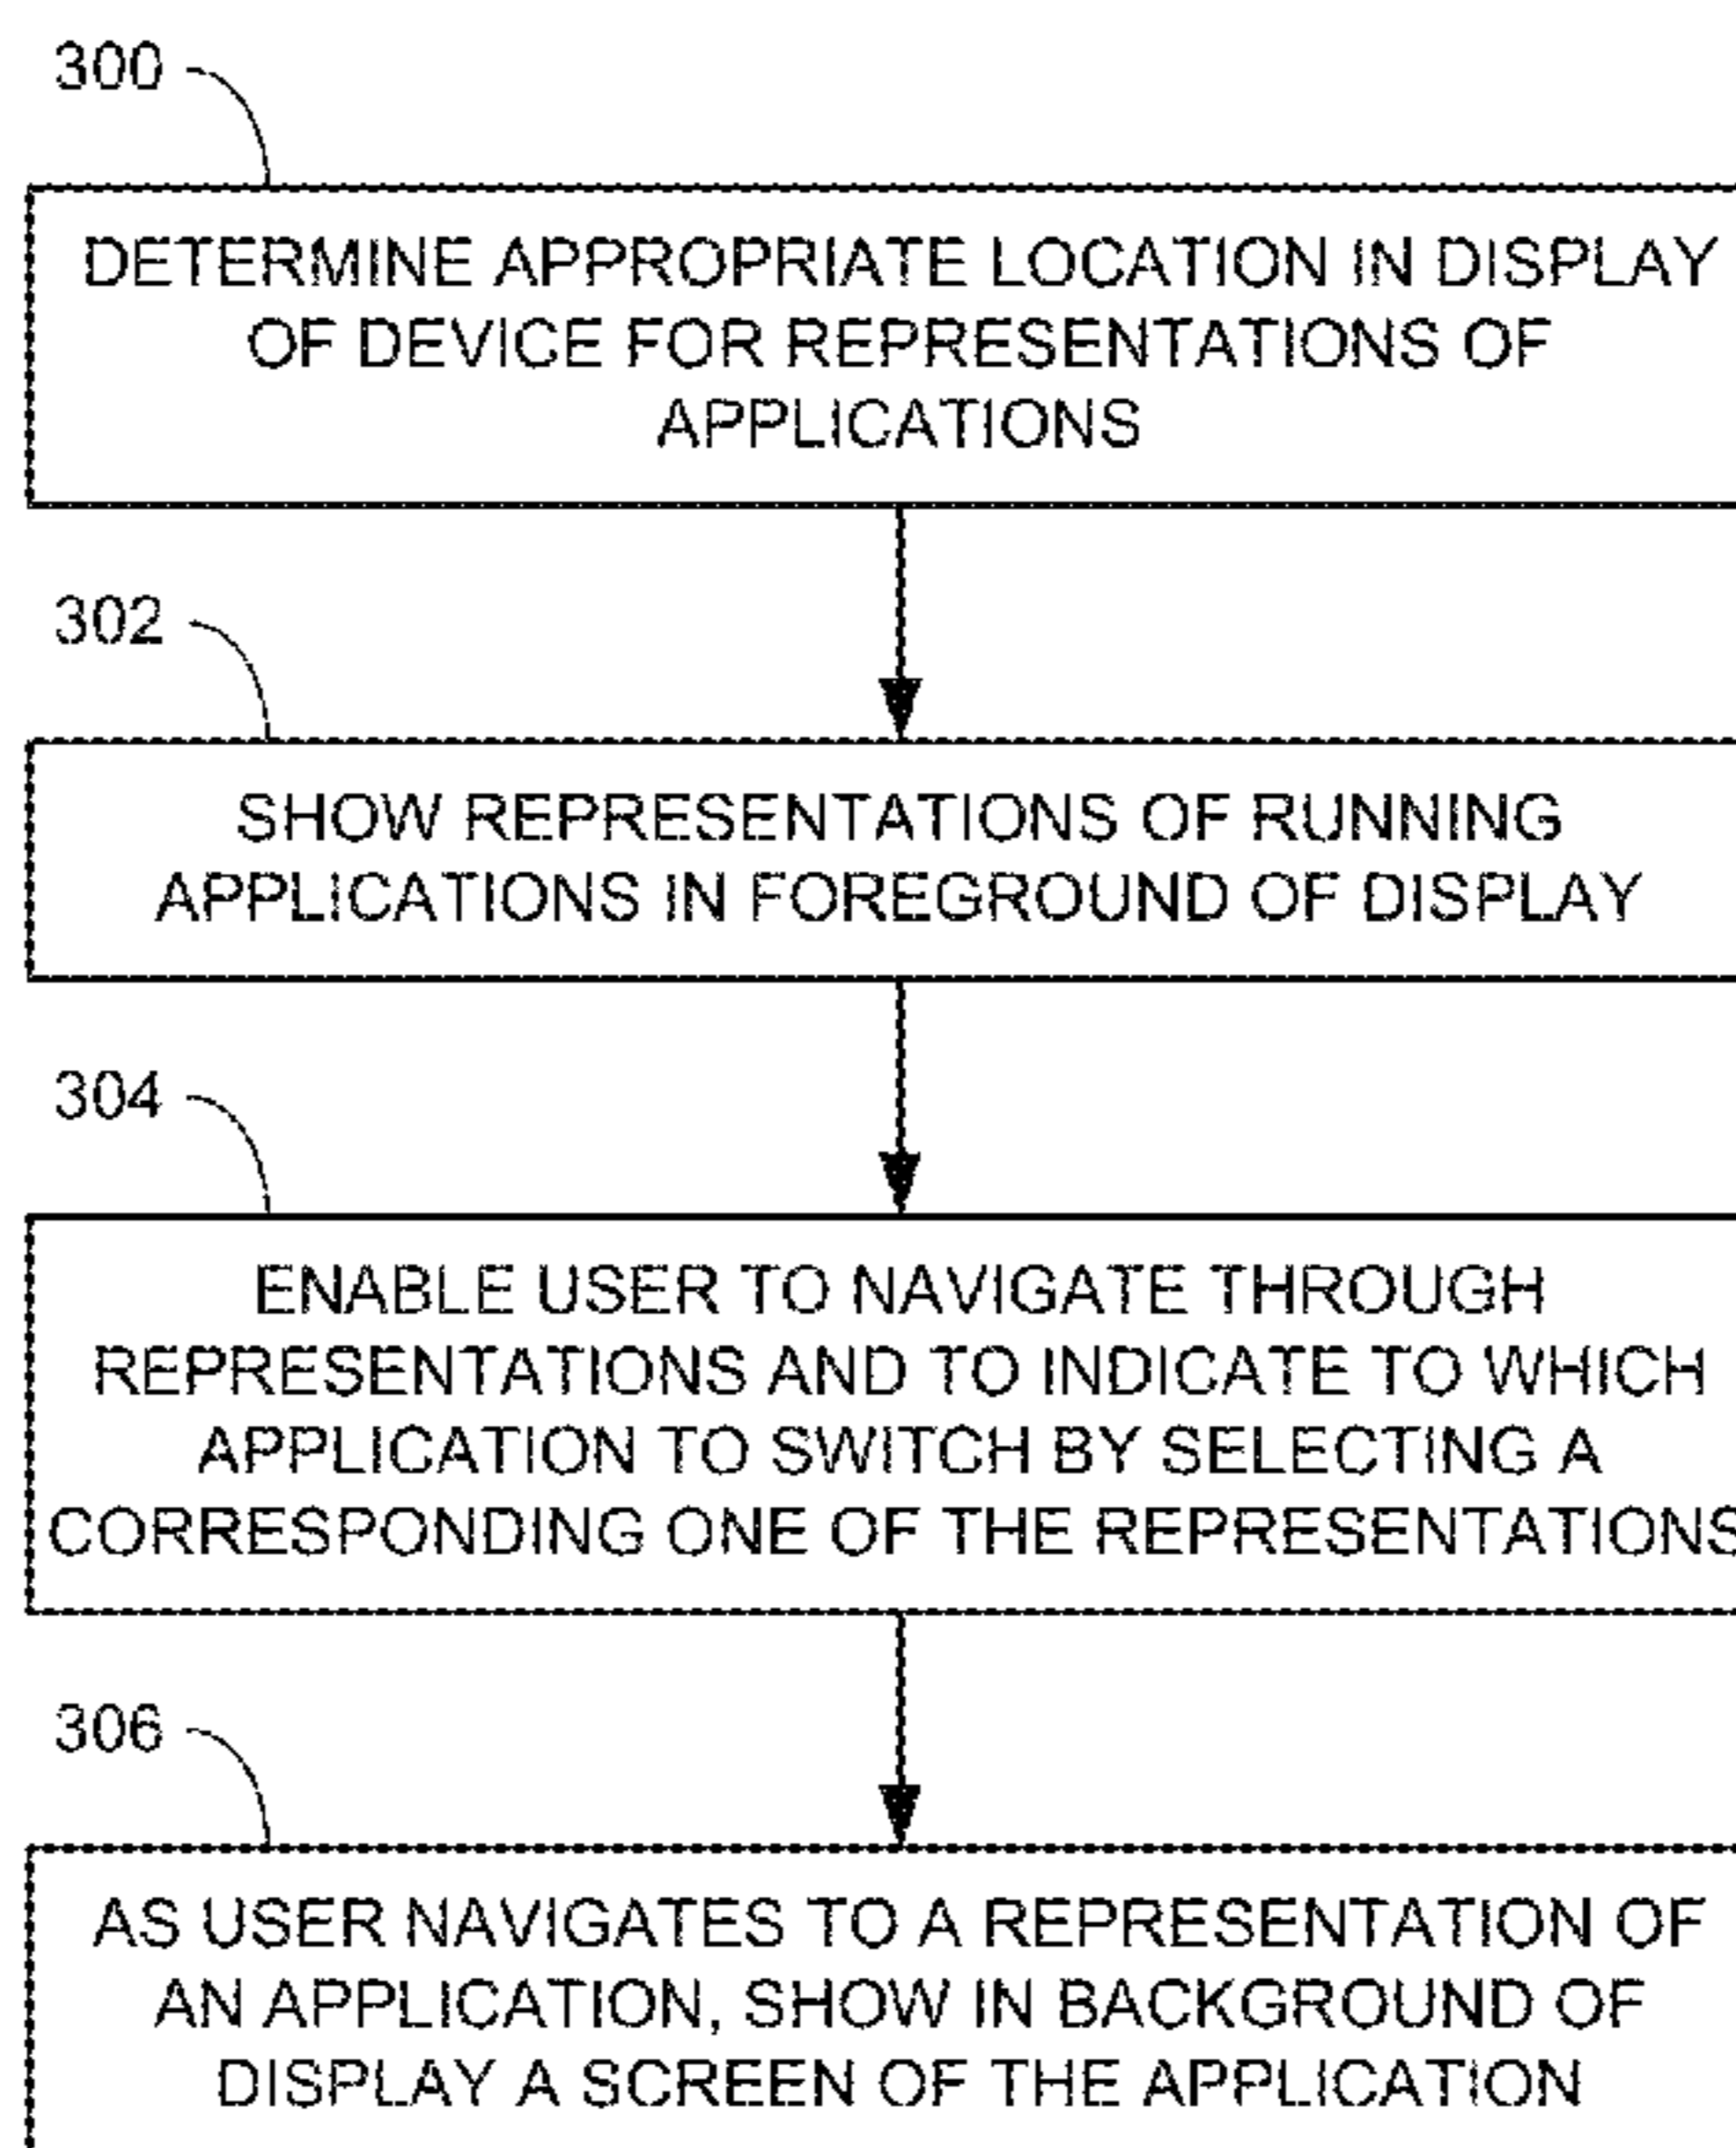 300
DETERMINE APPROPRIATE LOCATION IN DISPLAY
OF DEVICE FOR REPRESENTATIONS OF
APPLICATIONS
302
SHOW REPRESENTATIONS OF RUNNING
APPLICATIONS IN FOREGROUND OF DISPLAY
304
ENABLE USER TO NAVIGATE THROUGH
REPRESENTATIONS AND TO INDICATE TO WHICH
APPLICATION TO SWITCH BY SELECTING A
CORRESPONDING ONE OF THE REPRESENTATIONS
306
AS USER NAVIGATES TO A REPRESENTATION OF
AN APPLICATION, SHOW IN BACKGROUND OF
DISPLAY A SCREEN OF THE APPLICATION